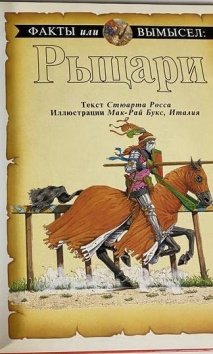 ФАКТЫ или ВЫМЫСЕЛ:
Рыцари
Текст Стюарта Росса
Иллюстрации Мак-Рай Букс, Италия